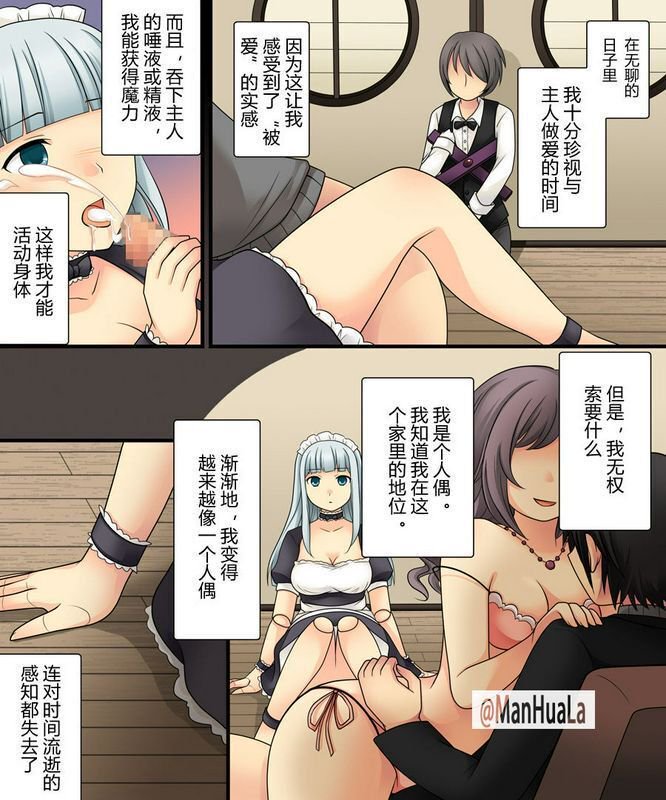 在无聊的
日子里
我十分珍视与
主人做爱的时间
因为这让我
感受到了“被
爱”的实感
而且，吞下主人
的唾液或精液，
我能获得魔力
这样我才能
活动身体
但是，我无权
索要什么
我是个人偶。
我知道我在这
个家里的地位。
渐渐地，我变得
越来越像一个人偶
连对时间流逝的
感知都失去了
@ManHuaLa